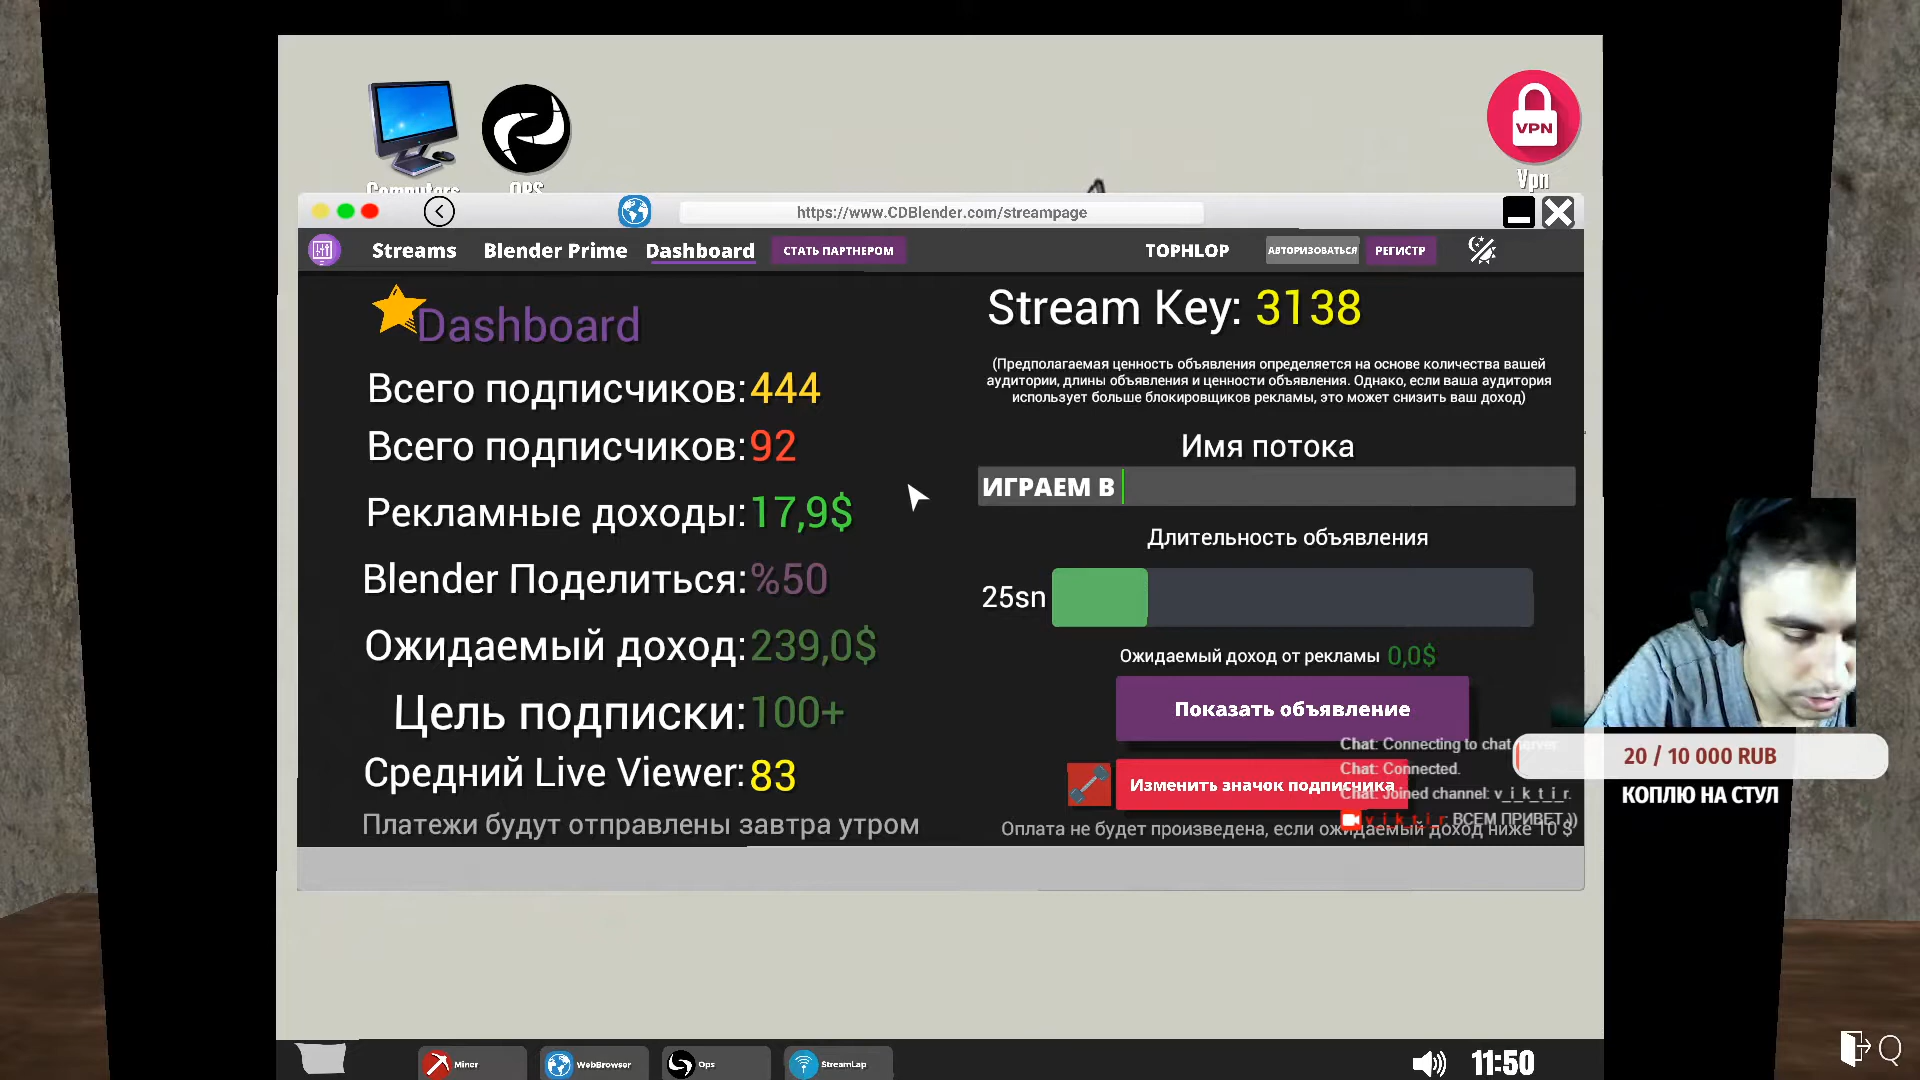 VPN
Computers
OPS
Vpn
https://www.CDBlender.com/streampage
Streams
Blender Prime
Dashboard
СТАТЬ ПАРТНЕРОМ
TOPHLOP
АВТОРИЗОВАТЬСЯ
РЕГИСТР
Dashboard
Всего подписчиков:444
Всего подписчиков:92
Рекламные доходы:17,9$
Blender Поделиться:%50
Ожидаемый доход:239,0$
Цель подписки:100+
Средний Live Viewer:83
Платежи будут отправлены завтра утром
Stream Key: 3138
(Предполагаемая ценность объявления определяется на основе количества вашей
аудитории, длины объявления и ценности объявления. Однако, если ваша аудитория
использует больше блокировщиков рекламы, это может снизить ваш доход)
Имя потока
ИГРАЕМ В
Длительность объявления
25sn
Ожидаемый доход от рекламы 0,0$
Показать объявление
Изменить значок подписчика
Оплата не будет произведена, если ожидаемый доход ниже 10 $
Chat: Connecting to chat server.
Chat: Connected.
Chat: Joined channel: v_i_k_t_i_r.
v_i_k_t_i_r: ВСЕМ ПРИВЕТ ))
20 / 10 000 RUB
КОПЛЮ НА СТУЛ
Miner
WebBrowser
Ops
StreamLap
11:50
Q